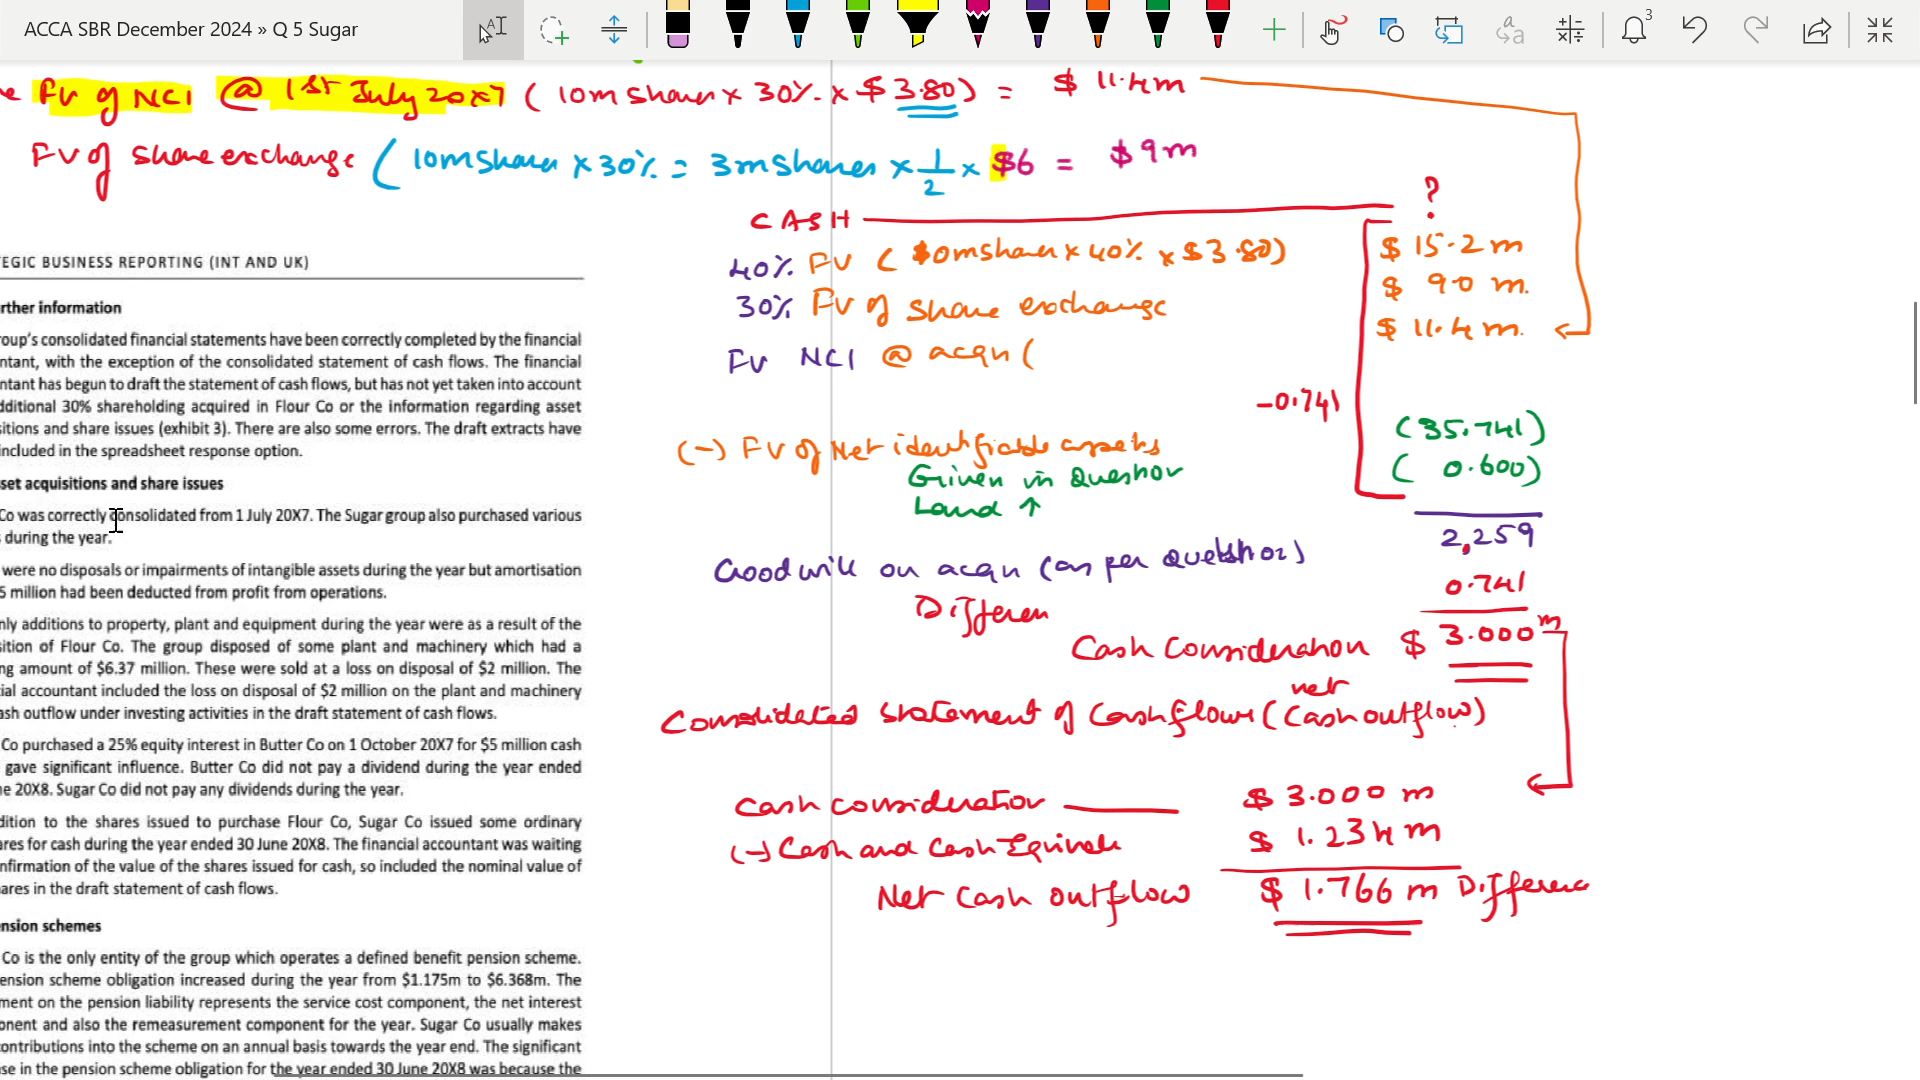 ACCA SBR December 2024 » Q 5 Sugar
3
e FV of NCI @ 1st July 20x7 (10m shares x 30% x $3.80) = $ 11.4m
FV of share exchange (10m shares x 30% = 3m shares x 1/2 x $6 = $9m
?
CASH
40% FV (10m shares x 40% x $3.80) $ 15.2 m
30% FV of share exchange $ 9.0 m.
FV NCI @ acqn ( $ 11.4 m.
-0.741
(-) FV of Net identifiable assets (35.741)
Given in Question (0.600)
Land ↑
Goodwill on acqn (as per Question) 2,259
Differen 0.741
Cash Consideration $ 3.000m
Consolidated Statement of Cashflows (net Cash outflow)
Cash consideration $ 3.000 m
(-) Cash and Cash Equivale $ 1.234 m
Net Cash outflow $ 1.766 m Differenc
EGIC BUSINESS REPORTING (INT AND UK)
rther information
roup's consolidated financial statements have been correctly completed by the financial
ntant, with the exception of the consolidated statement of cash flows. The financial
ntant has begun to draft the statement of cash flows, but has not yet taken into account
dditional 30% shareholding acquired in Flour Co or the information regarding asset
sitions and share issues (exhibit 3). There are also some errors. The draft extracts have
included in the spreadsheet response option.
set acquisitions and share issues
Co was correctly consolidated from 1 July 20X7. The Sugar group also purchased various
s during the year.
were no disposals or impairments of intangible assets during the year but amortisation
5 million had been deducted from profit from operations.
nly additions to property, plant and equipment during the year were as a result of the
sition of Flour Co. The group disposed of some plant and machinery which had a
ng amount of $6.37 million. These were sold at a loss on disposal of $2 million. The
ial accountant included the loss on disposal of $2 million on the plant and machinery
ash outflow under investing activities in the draft statement of cash flows.
Co purchased a 25% equity interest in Butter Co on 1 October 20X7 for $5 million cash
gave significant influence. Butter Co did not pay a dividend during the year ended
ne 20X8. Sugar Co did not pay any dividends during the year.
dition to the shares issued to purchase Flour Co, Sugar Co issued some ordinary
ares for cash during the year ended 30 June 20X8. The financial accountant was waiting
nfirmation of the value of the shares issued for cash, so included the nominal value of
ares in the draft statement of cash flows.
nsion schemes
Co is the only entity of the group which operates a defined benefit pension scheme.
ension scheme obligation increased during the year from $1.175m to $6.368m. The
ment on the pension liability represents the service cost component, the net interest
onent and also the remeasurement component for the year. Sugar Co usually makes
contributions into the scheme on an annual basis towards the year end. The significant
se in the pension scheme obligation for the year ended 30 June 20X8 was because the